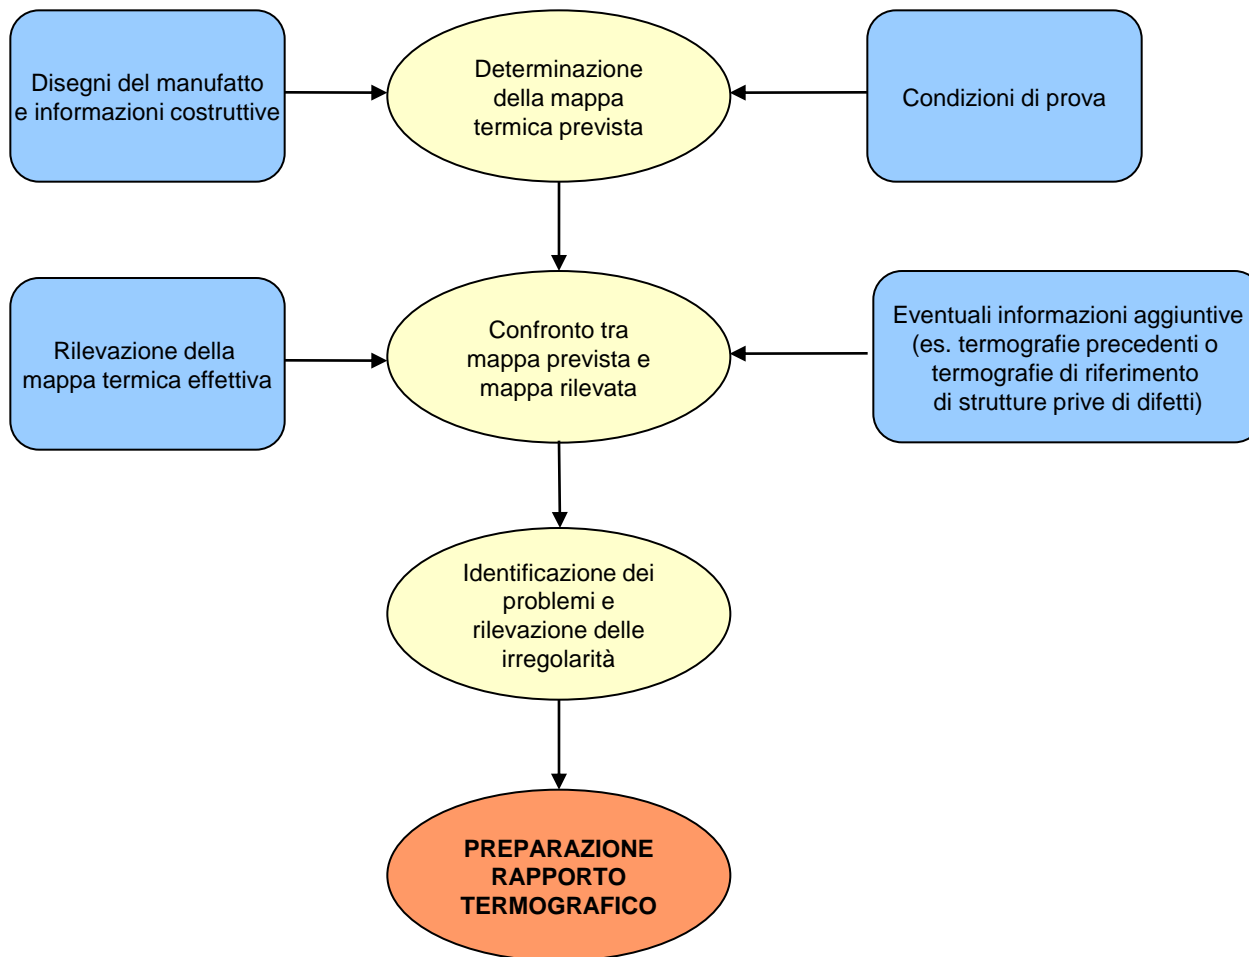 Disegni del manufatto
e informazioni costruttive
Determinazione
della mappa
termica prevista
Condizioni di prova
Rilevazione della
mappa termica effettiva
Confronto tra
mappa prevista e
mappa rilevata
Eventuali informazioni aggiuntive
(es. termografie precedenti o
termografie di riferimento
di strutture prive di difetti)
Identificazione dei
problemi e
rilevazione delle
irregolarità
PREPARAZIONE
RAPPORTO
TERMOGRAFICO